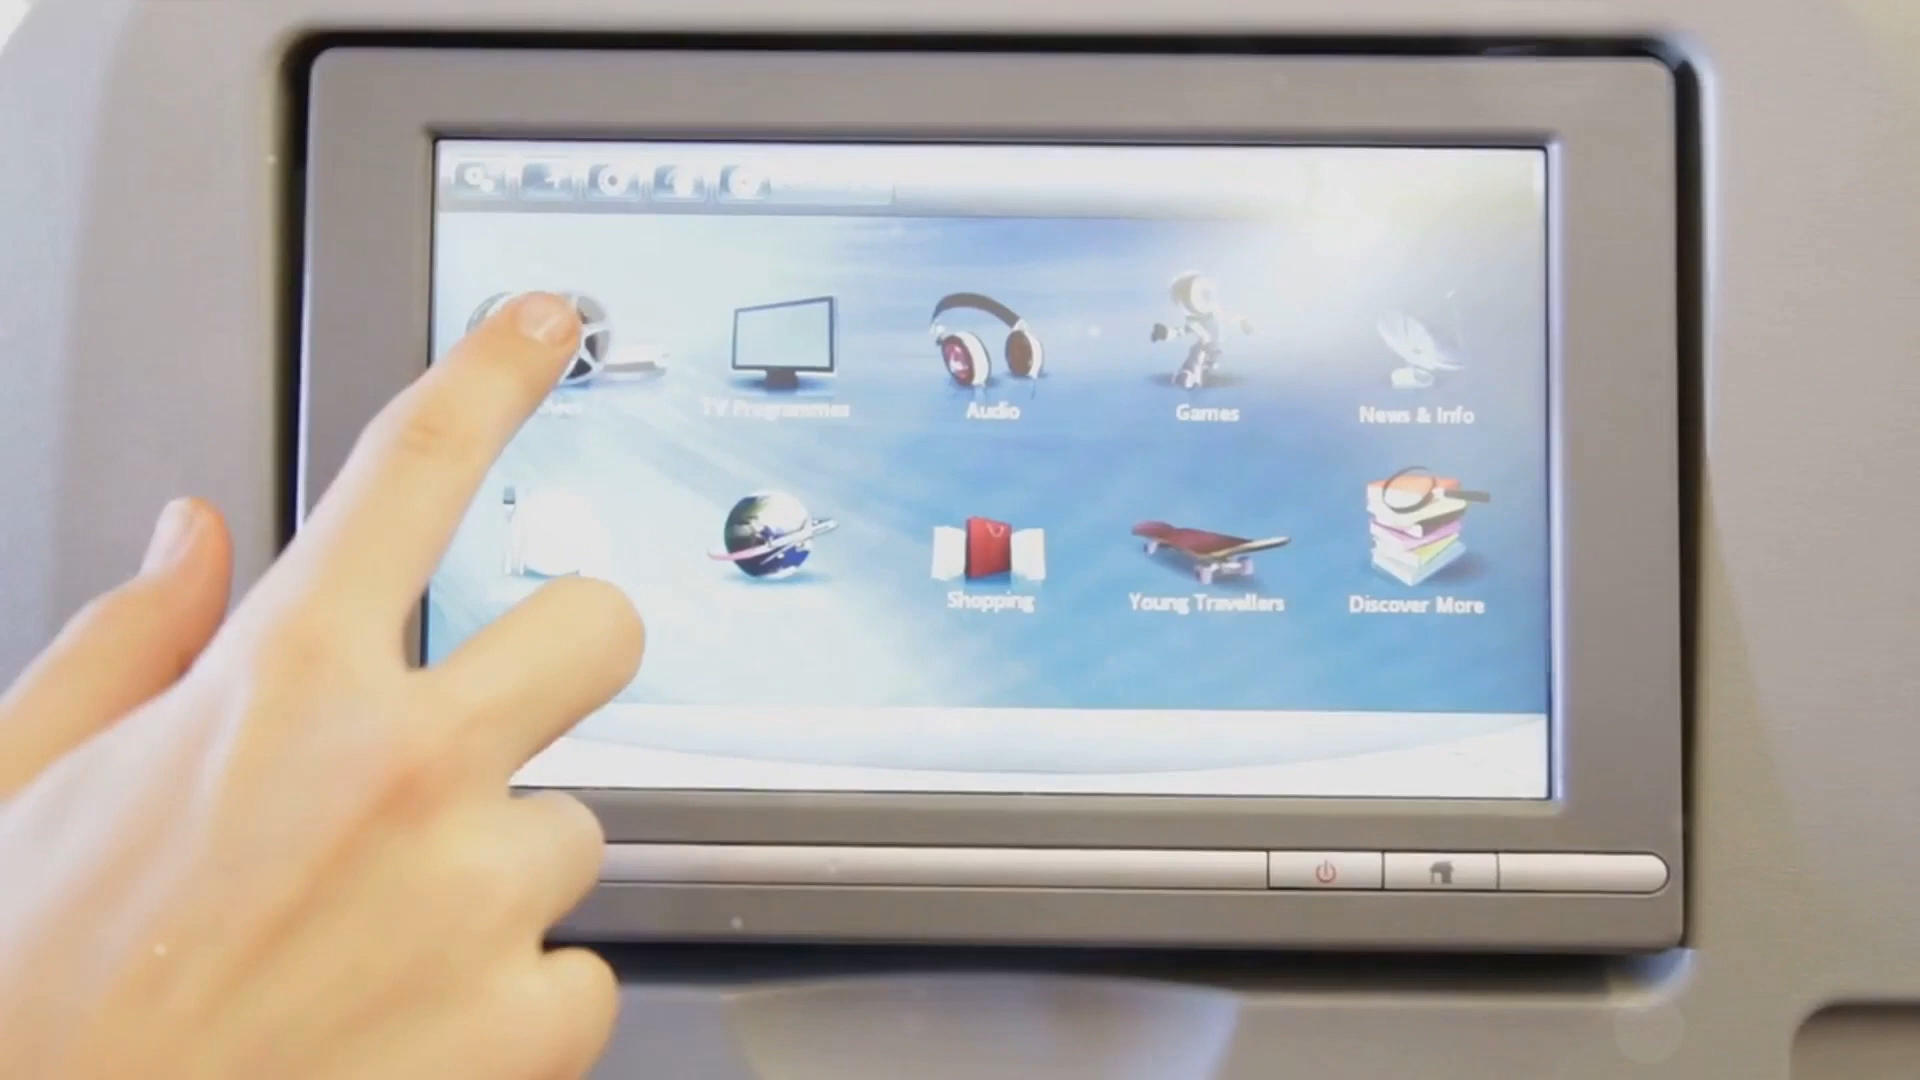 TV Programmes
Audio
Games
News & Info
Shopping
Young Travellers
Discover More